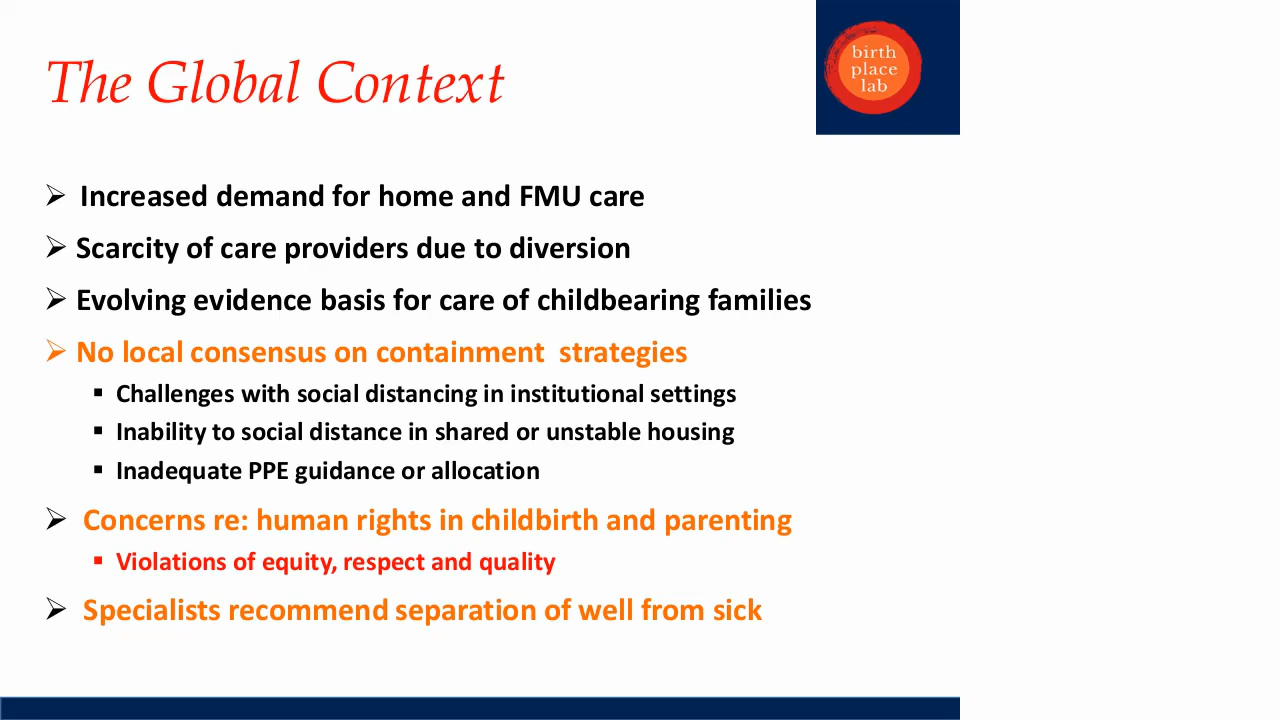 The Global Context
birth
place
lab
Increased demand for home and FMU care
Scarcity of care providers due to diversion
Evolving evidence basis for care of childbearing families
No local consensus on containment  strategies
Challenges with social distancing in institutional settings
Inability to social distance in shared or unstable housing
Inadequate PPE guidance or allocation
Concerns re: human rights in childbirth and parenting
Violations of equity, respect and quality
Specialists recommend separation of well from sick